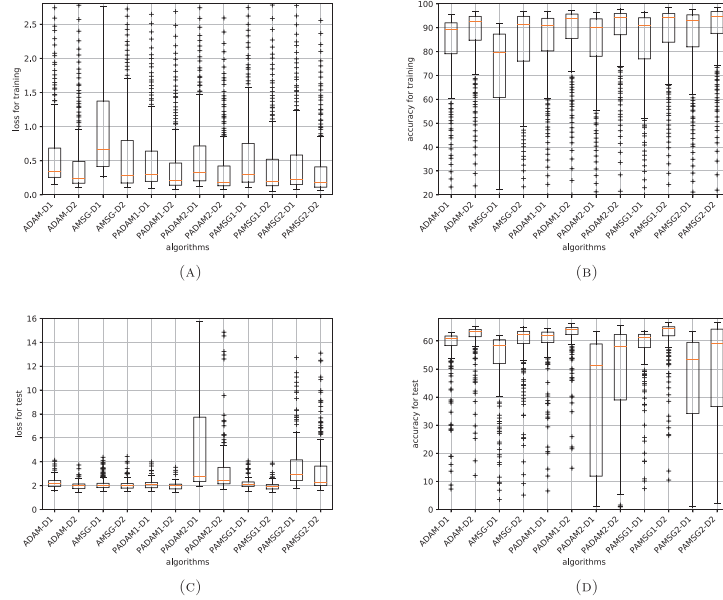 2.5
2.0
1.5
1.0
0.5
0.0
loss for training
ADAM-D1
ADAM-D2
AMSG-D1
AMSG-D2
PADAM1-D1
PADAM1-D2
PADAM2-D1
PADAM2-D2
PAMSG1-D1
PAMSG1-D2
PAMSG2-D1
PAMSG2-D2
algorithms
(A)
100
90
80
70
60
50
40
30
20
accuracy for training
ADAM-D1
ADAM-D2
AMSG-D1
AMSG-D2
PADAM1-D1
PADAM1-D2
PADAM2-D1
PADAM2-D2
PAMSG1-D1
PAMSG1-D2
PAMSG2-D1
PAMSG2-D2
algorithms
(B)
16
14
12
10
8
6
4
2
0
loss for test
ADAM-D1
ADAM-D2
AMSG-D1
AMSG-D2
PADAM1-D1
PADAM1-D2
PADAM2-D1
PADAM2-D2
PAMSG1-D1
PAMSG1-D2
PAMSG2-D1
PAMSG2-D2
algorithms
(C)
60
50
40
30
20
10
0
accuracy for test
ADAM-D1
ADAM-D2
AMSG-D1
AMSG-D2
PADAM1-D1
PADAM1-D2
PADAM2-D1
PADAM2-D2
PAMSG1-D1
PAMSG1-D2
PAMSG2-D1
PAMSG2-D2
algorithms
(D)